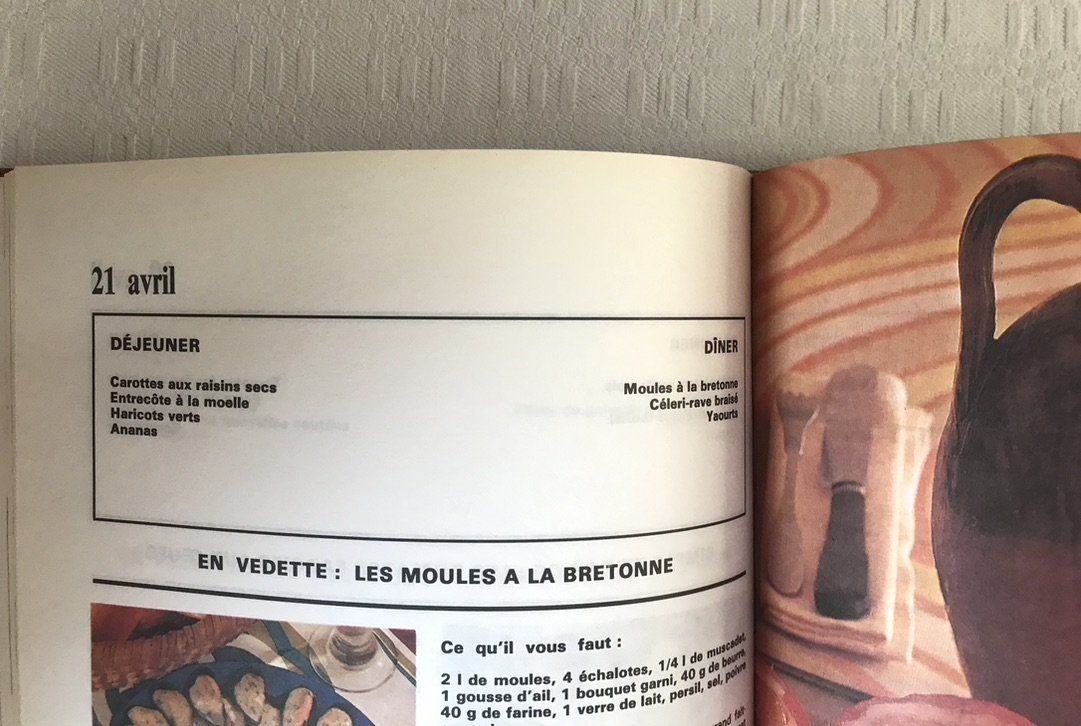 21 avril
DÉJEUNER
Carottes aux raisins secs
Entrecôte à la moelle
Haricots verts
Ananas
DÎNER
Moules à la bretonne
Céleri-rave braisé
Yaourts
EN VEDETTE : LES MOULES A LA BRETONNE
Ce qu'il vous faut :
2 l de moules, 4 échalotes, 1/4 l de muscadet,
1 gousse d'ail, 1 bouquet garni, 40 g de beurre,
40 g de farine, 1 verre de lait, persil, sel, poivre